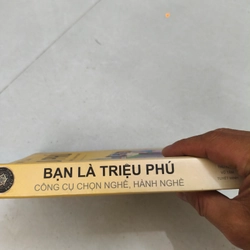 BẠN LÀ TRIỆU PHÚ
CÔNG CỤ CHỌN NGHỀ, HÀNH NGHỀ